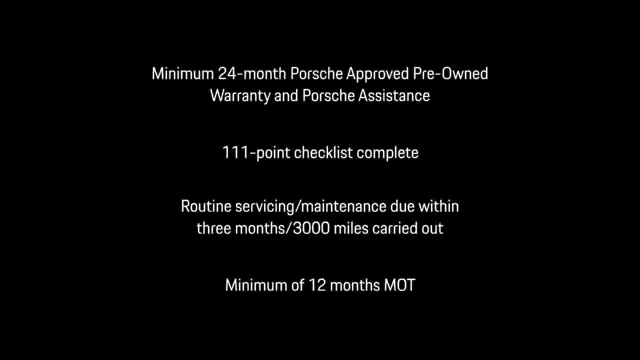 Minimum 24-month Porsche Approved Pre-Owned
Warranty and Porsche Assistance
111-point checklist complete
Routine servicing/maintenance due within
three months/3000 miles carried out
Minimum of 12 months MOT